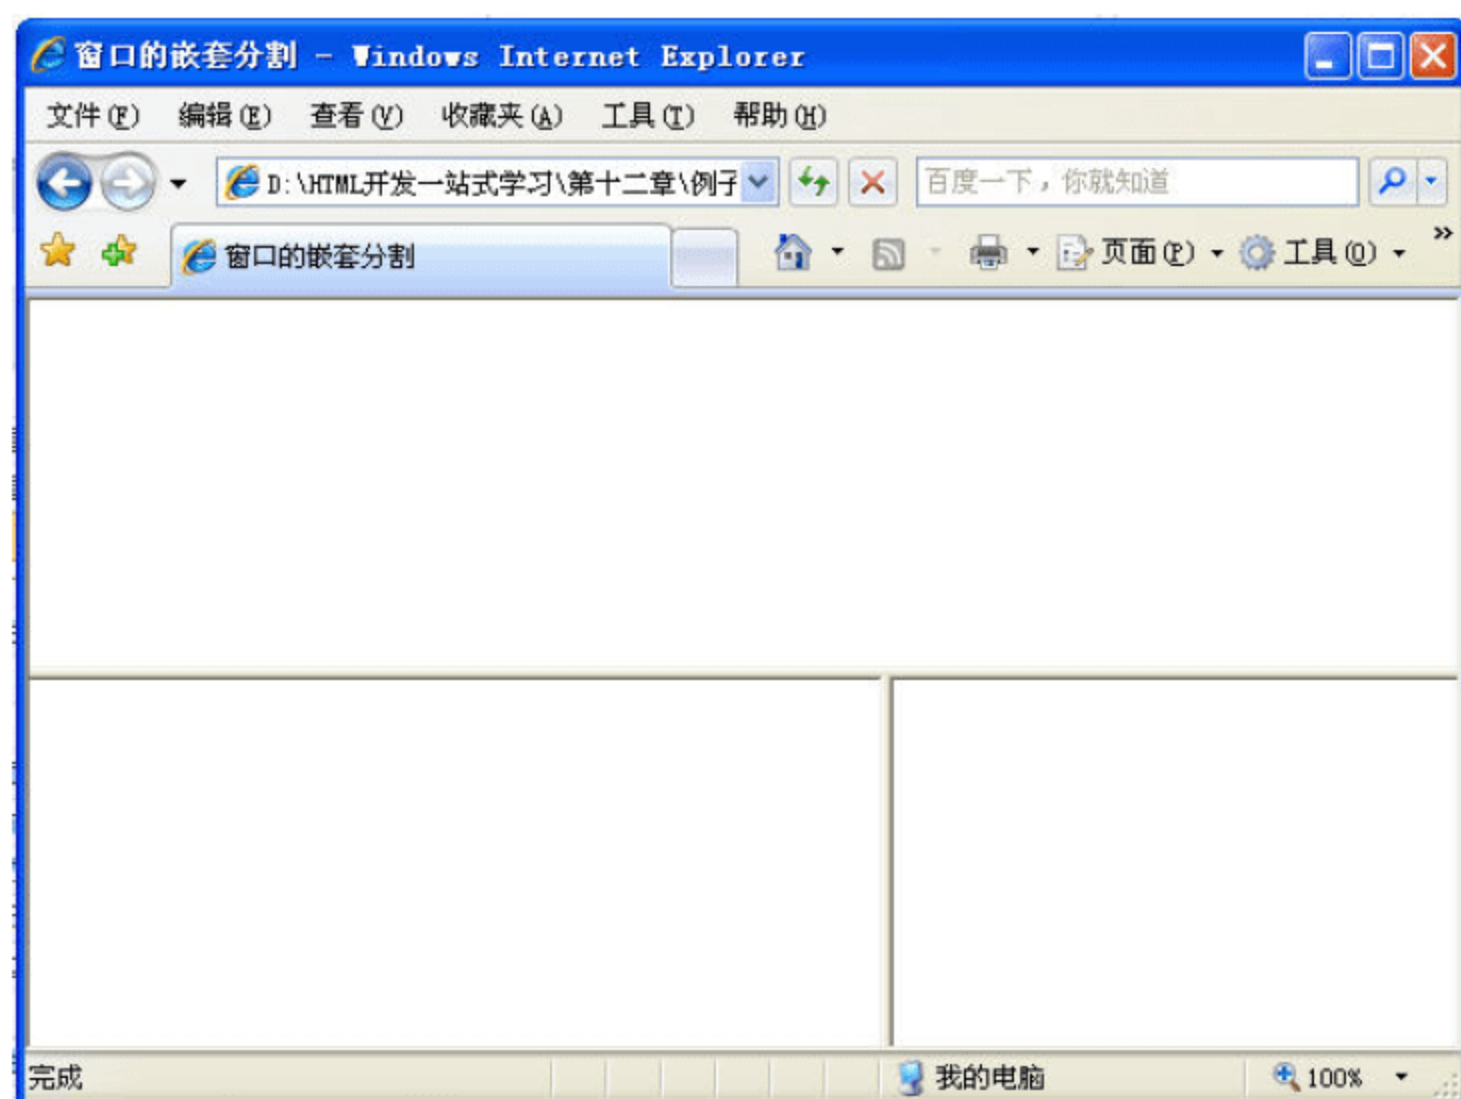 窗口的嵌套分割 - Windows Internet Explorer
文件(F) 编辑(E) 查看(V) 收藏夹(A) 工具(T) 帮助(H)
D:\HTML开发一站式学习\第十二章\例子 百度一下，你就知道
窗口的嵌套分割 页面(P) 工具(O) »
完成 我的电脑 100%